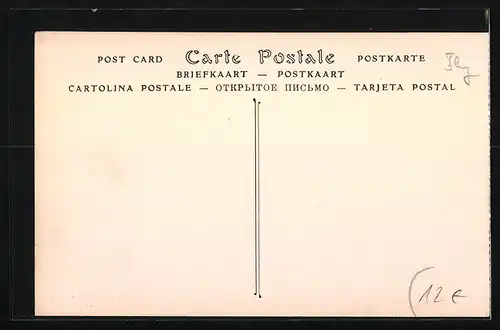 POST CARD Carte Postale POSTKARTE
BRIEFKAART — POSTKAART
CARTOLINA POSTALE — ОТКРЫТОЕ ПИСЬМО — TARJETA POSTAL
12 €